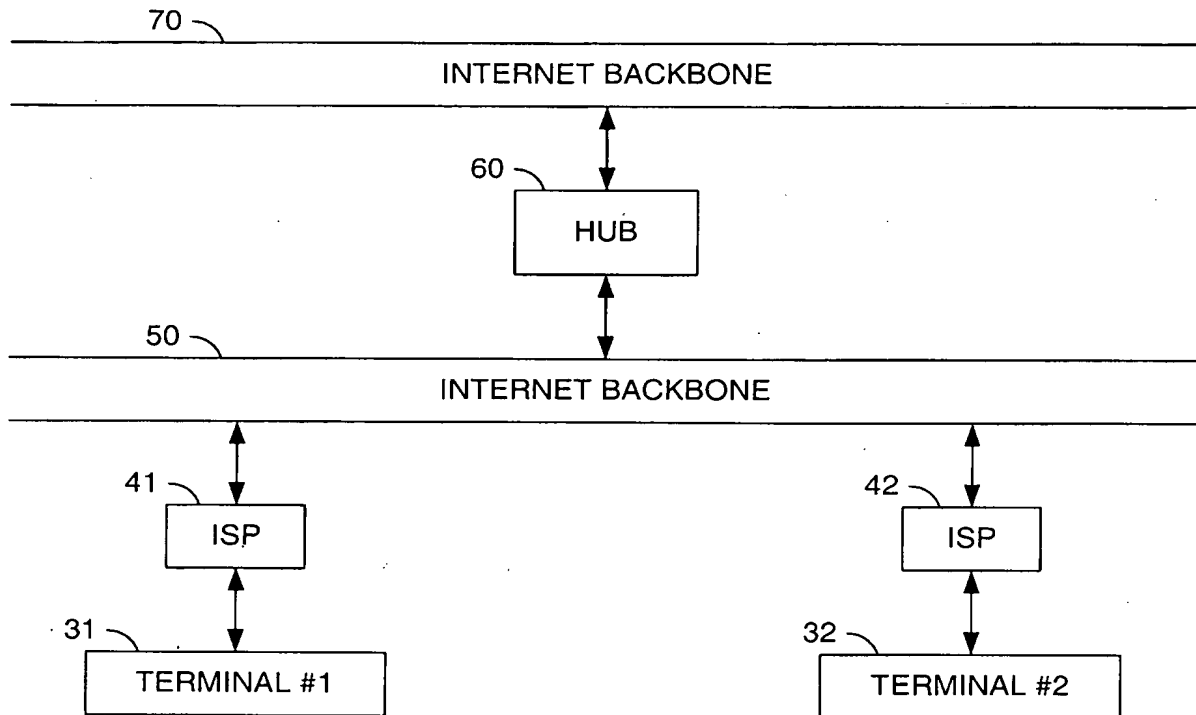 70
INTERNET BACKBONE
60
HUB
50
INTERNET BACKBONE
41
ISP
42
ISP
31
TERMINAL #1
32
TERMINAL #2